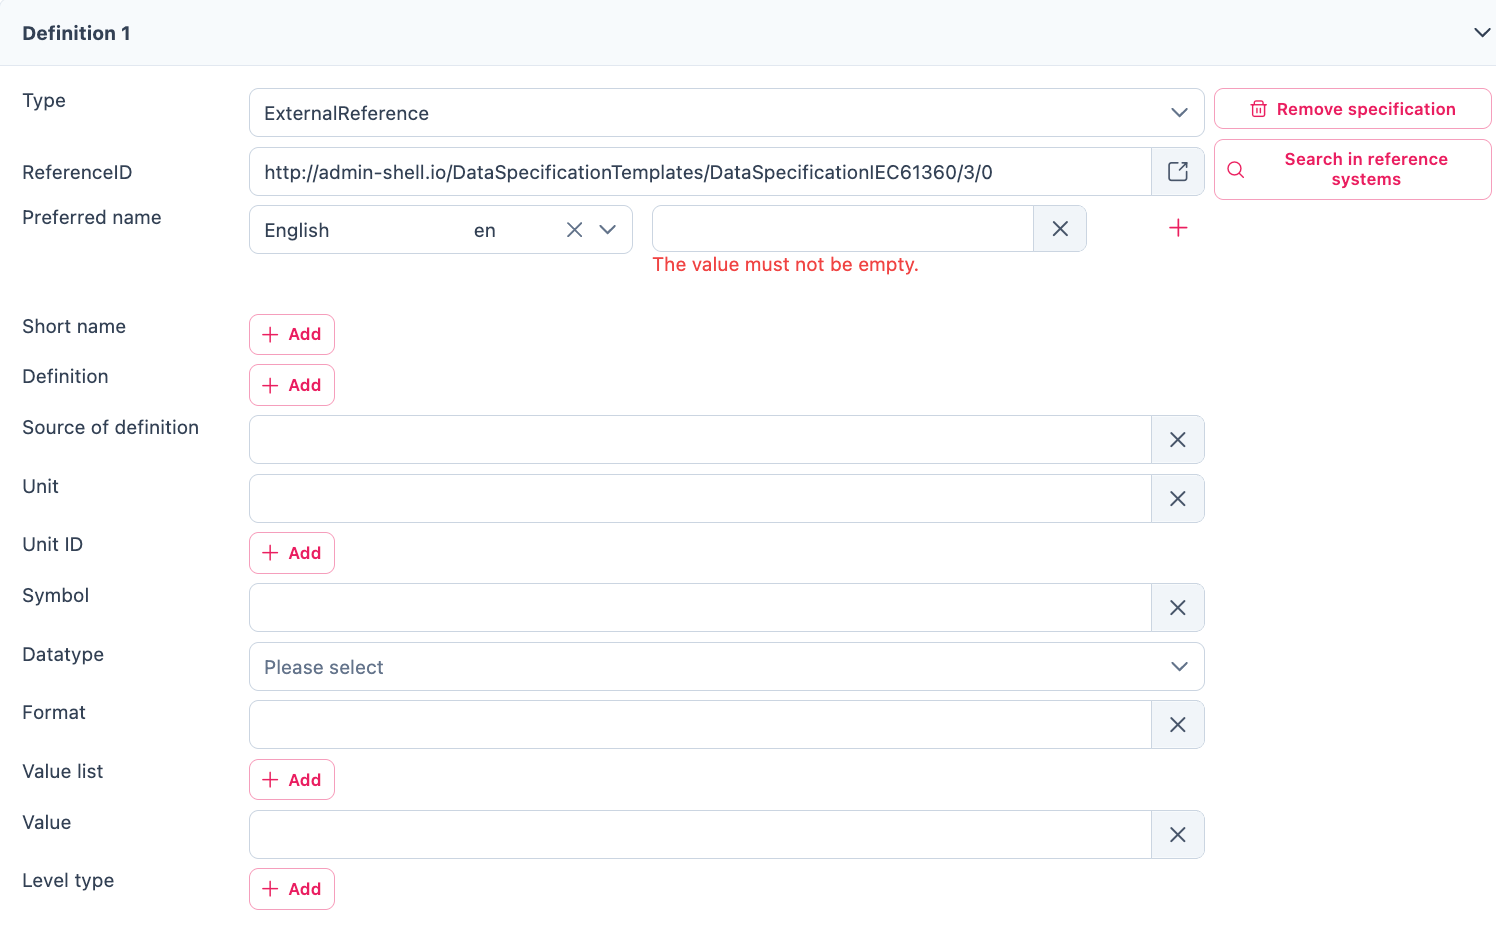 Definition 1
Type
ExternalReference
Remove specification
ReferenceID
http://admin-shell.io/DataSpecificationTemplates/DataSpecificationIEC61360/3/0
Search in reference
systems
Preferred name
English en
The value must not be empty.
Short name
Add
Definition
Add
Source of definition
Unit
Unit ID
Add
Symbol
Datatype
Please select
Format
Value list
Add
Value
Level type
Add